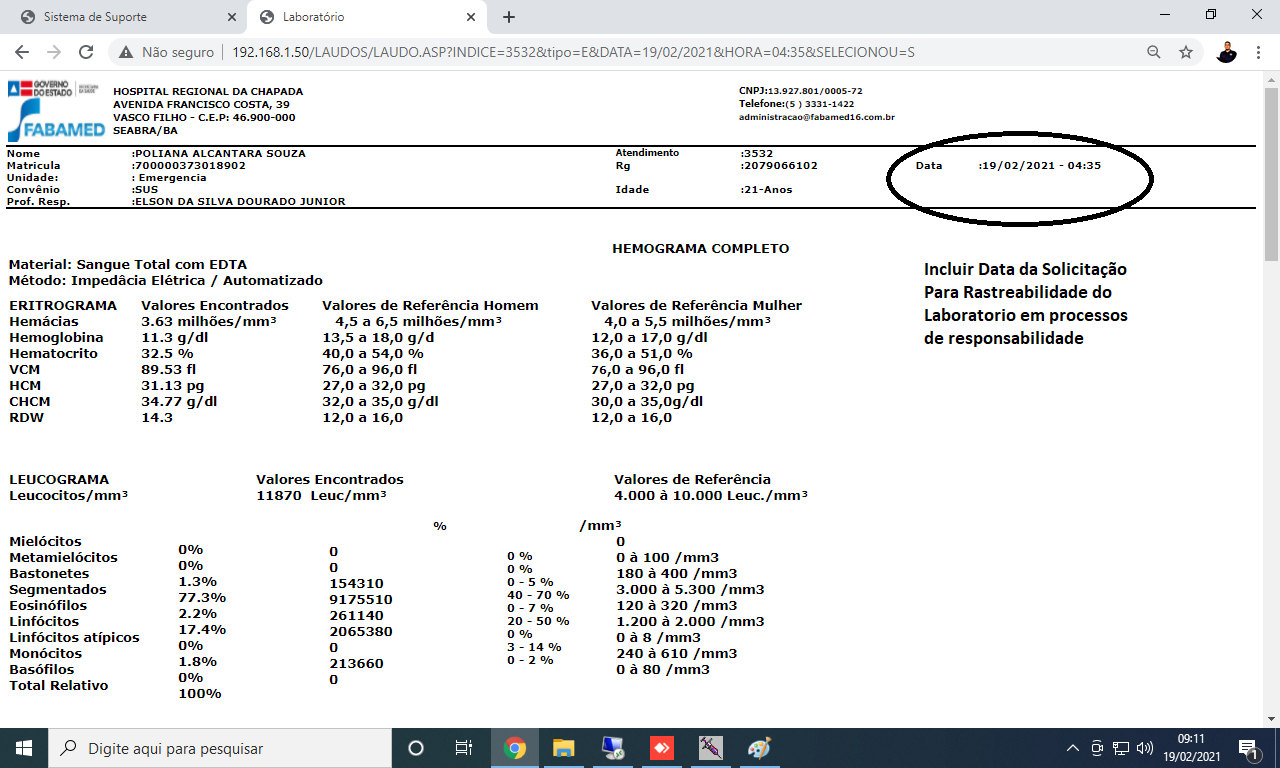 Sistema de Suporte
Laboratório
Não seguro | 192.168.1.50/LAUDOS/LAUDO.ASP?INDICE=3532&tipo=E&DATA=19/02/2021&HORA=04:35&SELECIONOU=S
GOVERNO DO ESTADO
FABAMED
HOSPITAL REGIONAL DA CHAPADA
AVENIDA FRANCISCO COSTA, 39
VASCO FILHO - C.E.P: 46.900-000
SEABRA/BA
CNPJ:13.927.801/0005-72
Telefone:(5 ) 3331-1422
administracao@fabamed16.com.br
Nome :POLIANA ALCANTARA SOUZA Atendimento :3532
Matricula :700000373018902 Rg :2079066102 Data :19/02/2021 - 04:35
Unidade: : Emergencia
Convênio :SUS Idade :21-Anos
Prof. Resp. :ELSON DA SILVA DOURADO JUNIOR
HEMOGRAMA COMPLETO
Material: Sangue Total com EDTA
Método: Impedâcia Elétrica / Automatizado
Incluir Data da Solicitação
Para Rastreabilidade do
Laboratorio em processos
de responsabilidade
ERITROGRAMA Valores Encontrados Valores de Referência Homem Valores de Referência Mulher
Hemácias 3.63 milhões/mm³ 4,5 a 6,5 milhões/mm³ 4,0 a 5,5 milhões/mm³
Hemoglobina 11.3 g/dl 13,5 a 18,0 g/d 12,0 a 17,0 g/dl
Hematocrito 32.5 % 40,0 a 54,0 % 36,0 a 51,0 %
VCM 89.53 fl 76,0 a 96,0 fl 76,0 a 96,0 fl
HCM 31.13 pg 27,0 a 32,0 pg 27,0 a 32,0 pg
CHCM 34.77 g/dl 32,0 a 35,0 g/dl 30,0 a 35,0g/dl
RDW 14.3 12,0 a 16,0 12,0 a 16,0
LEUCOGRAMA Valores Encontrados Valores de Referência
Leucocitos/mm³ 11870 Leuc/mm³ 4.000 à 10.000 Leuc./mm³
% /mm³
Mielócitos 0% 0 0 % 0
Metamielócitos 0% 0 0 % 0 à 100 /mm3
Bastonetes 1.3% 154310 0 - 5 % 180 à 400 /mm3
Segmentados 77.3% 9175510 40 - 70 % 3.000 à 5.300 /mm3
Eosinófilos 2.2% 261140 0 - 7 % 120 à 320 /mm3
Linfócitos 17.4% 2065380 20 - 50 % 1.200 à 2.000 /mm3
Linfócitos atípicos 0% 0 0 % 0 à 8 /mm3
Monócitos 1.8% 213660 3 - 14 % 240 à 610 /mm3
Basófilos 0% 0 0 - 2 % 0 à 80 /mm3
Total Relativo 100%
Digite aqui para pesquisar
09:11
19/02/2021
1